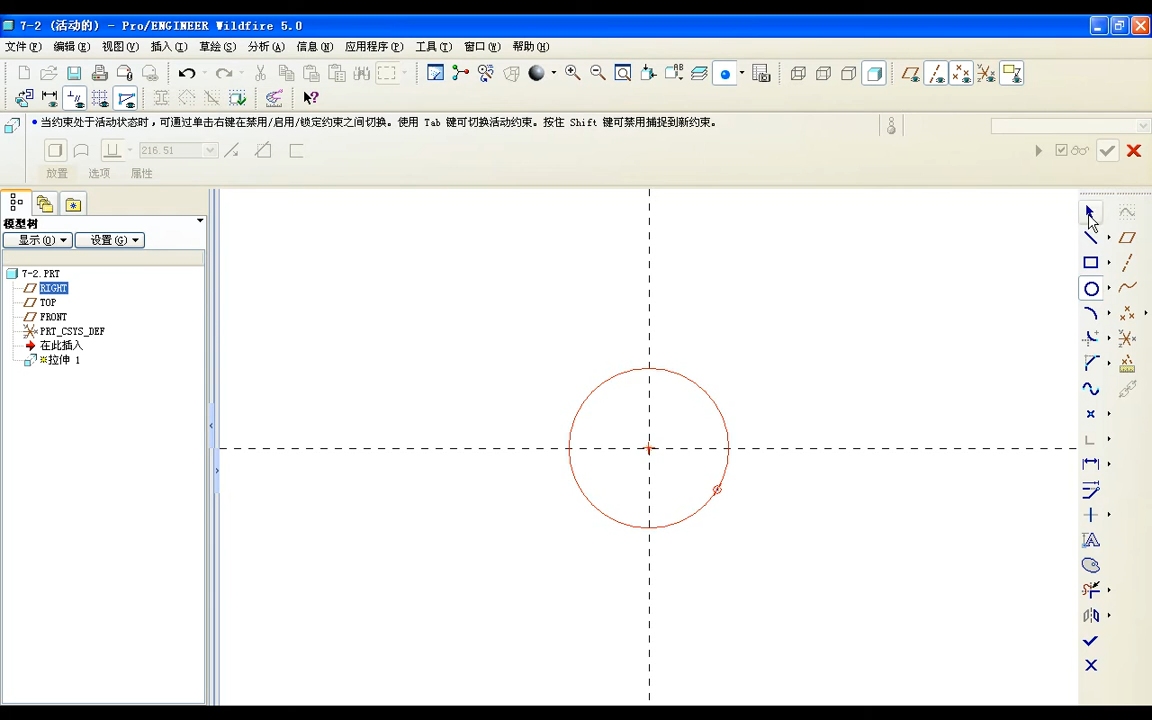 7-2 (活动的) - Pro/ENGINEER Wildfire 5.0
文件(F) 编辑(E) 视图(V) 插入(I) 草绘(S) 分析(A) 信息(N) 应用程序(P) 工具(T) 窗口(W) 帮助(H)
当约束处于活动状态时，可通过单击右键在禁用/启用/锁定约束之间切换。使用 Tab 键可切换活动约束。按住 Shift 键可禁用捕捉到新约束。
216.51
放置 选项 属性
模型树
显示(O) 设置(G)
7-2.PRT
RIGHT
TOP
FRONT
PRT_CSYS_DEF
在此插入
拉伸 1